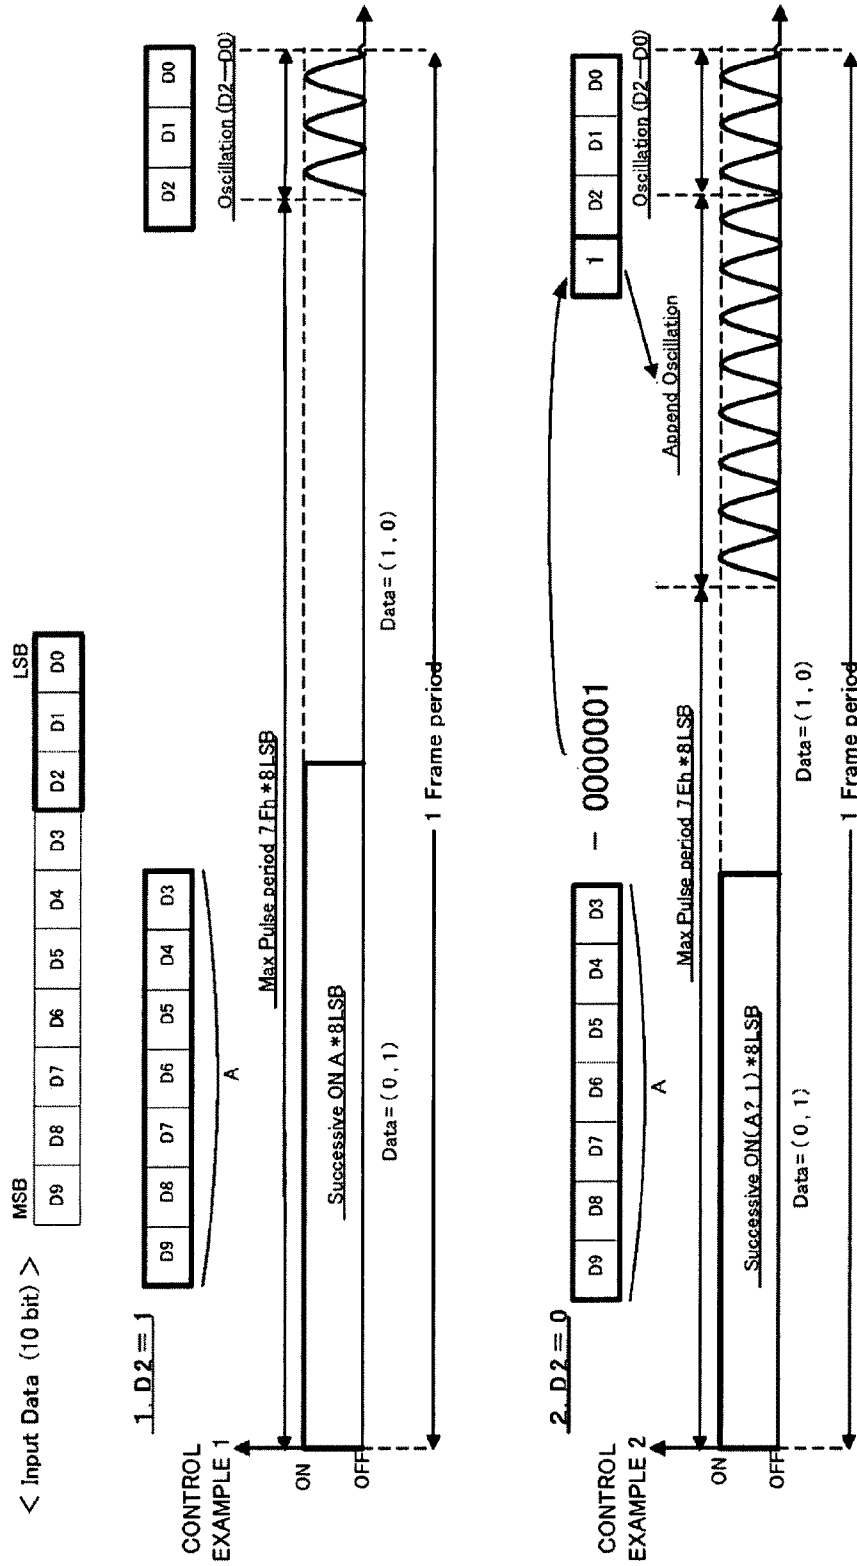 < Input Data (10 bit) >
MSB LSB
D9 D8 D7 D6 D5 D4 D3 D2 D1 D0
1. D2 = 1
D9 D8 D7 D6 D5 D4 D3
D2 D1 D0
A
CONTROL
EXAMPLE 1
Max Pulse period 7Eh*8LSB
Oscillation (D2—D0)
ON
Successive ON A*8LSB
OFF
Data=(0,1)
Data=(1,0)
1 Frame period
2. D2 = 0
D9 D8 D7 D6 D5 D4 D3
− 0000001
1 D2 D1 D0
A
CONTROL
EXAMPLE 2
Max Pulse period 7Eh*8LSB
Append Oscillation
Oscillation (D2—D0)
ON
Successive ON(A?1)*8LSB
OFF
Data=(0,1)
Data=(1,0)
1 Frame period